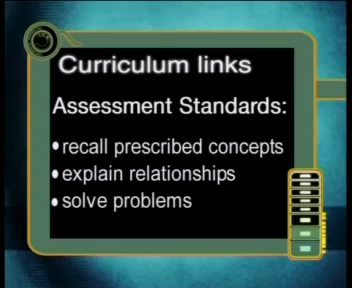 Curriculum links
Assessment Standards:
• recall prescribed concepts
• explain relationships
• solve problems